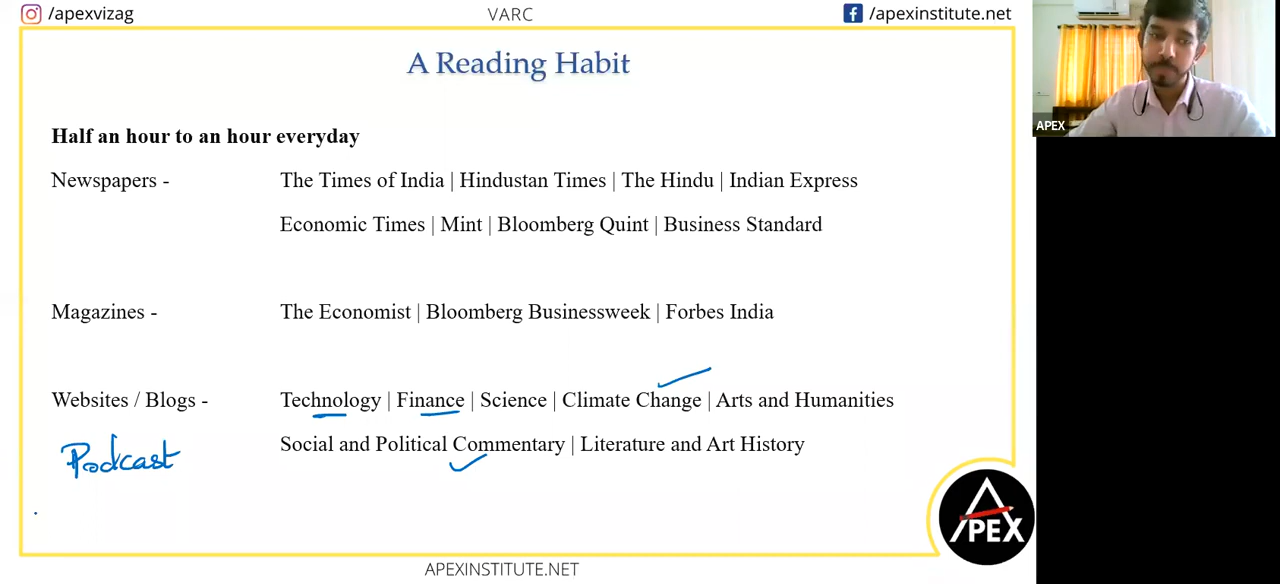 /apexvizag
VARC
/apexinstitute.net
A Reading Habit
APEX
Half an hour to an hour everyday
Newspapers - The Times of India | Hindustan Times | The Hindu | Indian Express
Economic Times | Mint | Bloomberg Quint | Business Standard
Magazines - The Economist | Bloomberg Businessweek | Forbes India
Websites / Blogs - Technology | Finance | Science | Climate Change | Arts and Humanities
Social and Political Commentary | Literature and Art History
Podcast
APEX
APEXINSTITUTE.NET